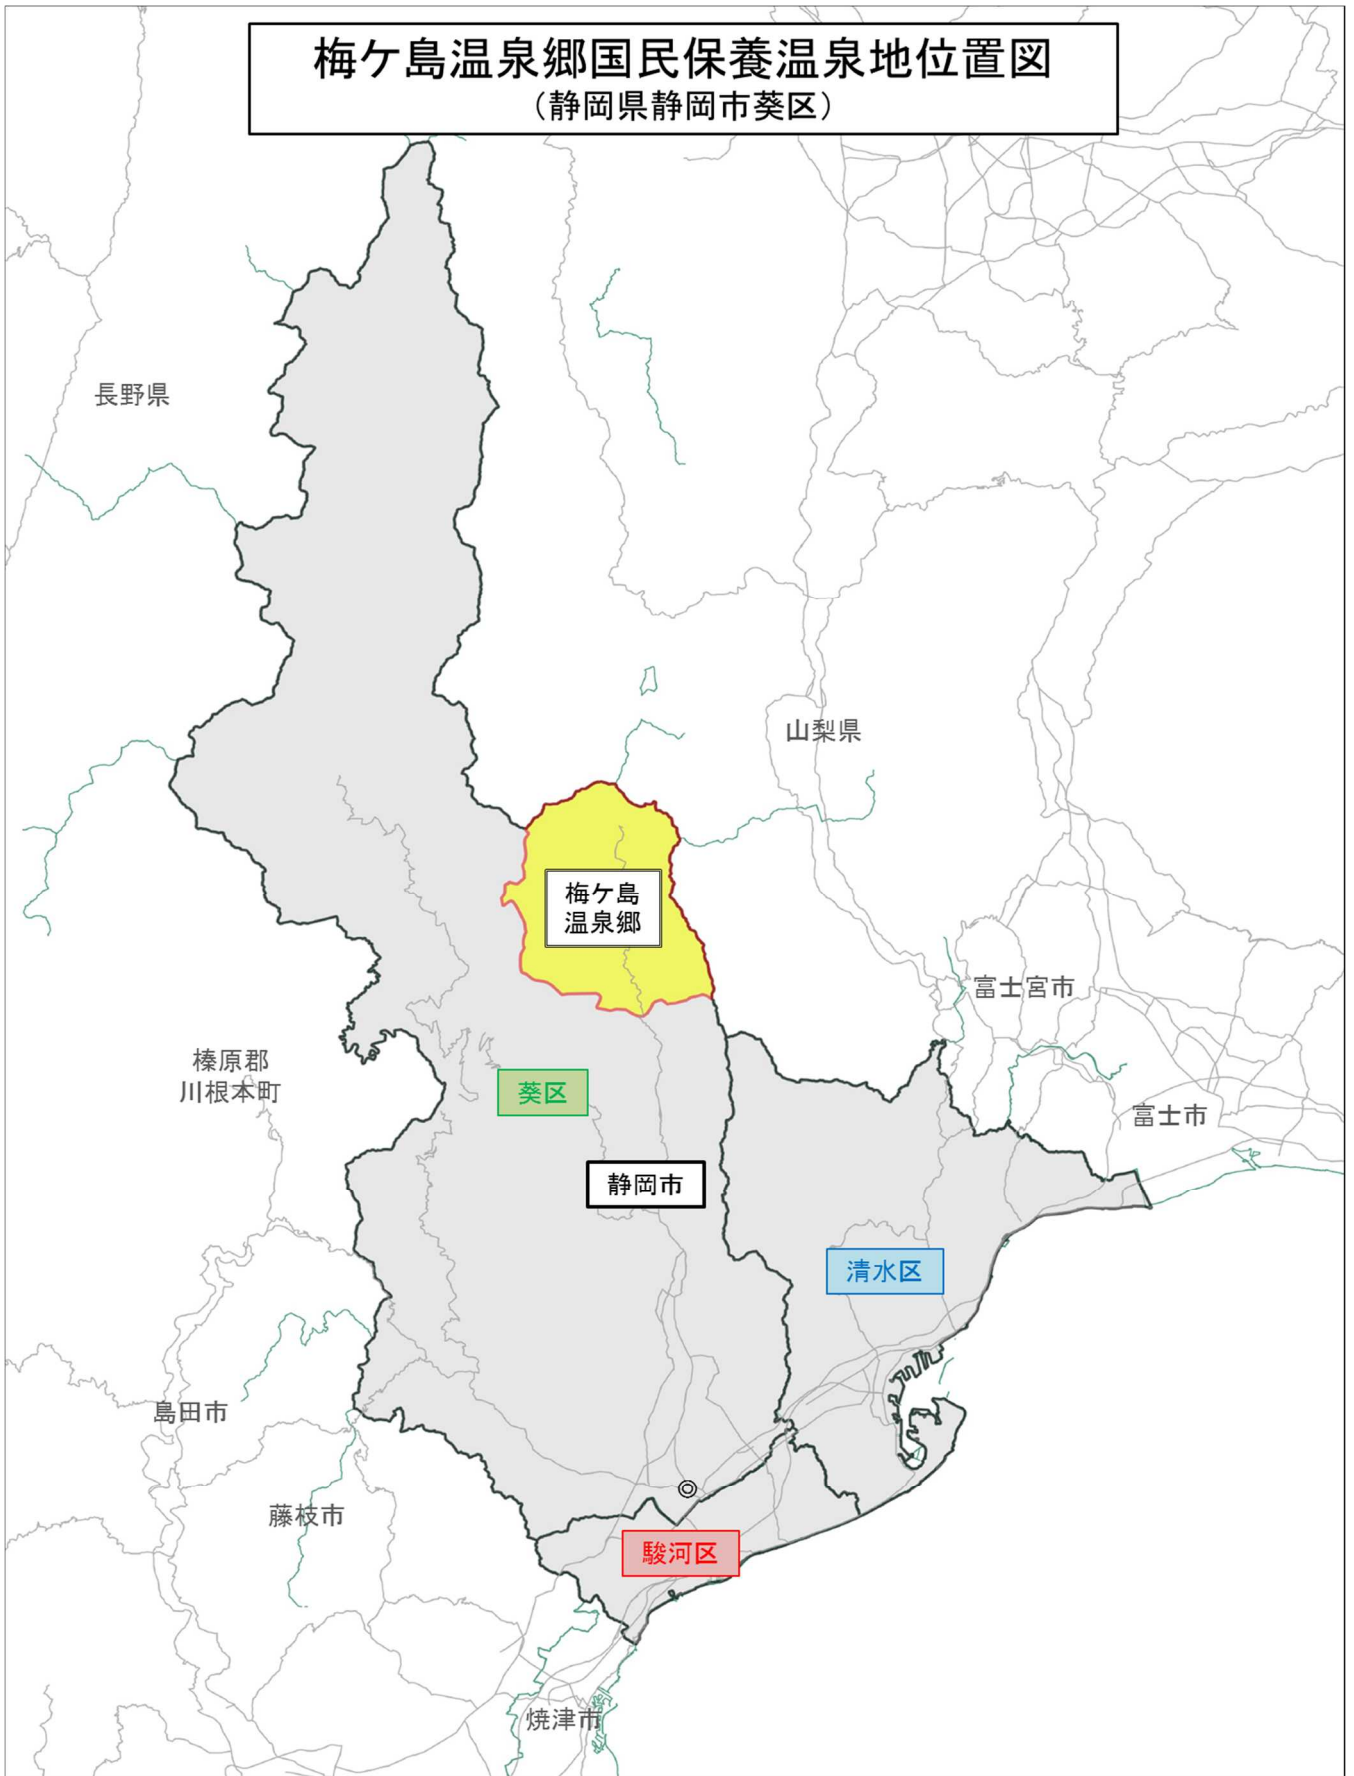 梅ケ島温泉郷国民保養温泉地位置図
（静岡県静岡市葵区）
長野県
山梨県
梅ケ島
温泉郷
富士宮市
榛原郡
川根本町
葵区
富士市
静岡市
清水区
島田市
藤枝市
駿河区
焼津市